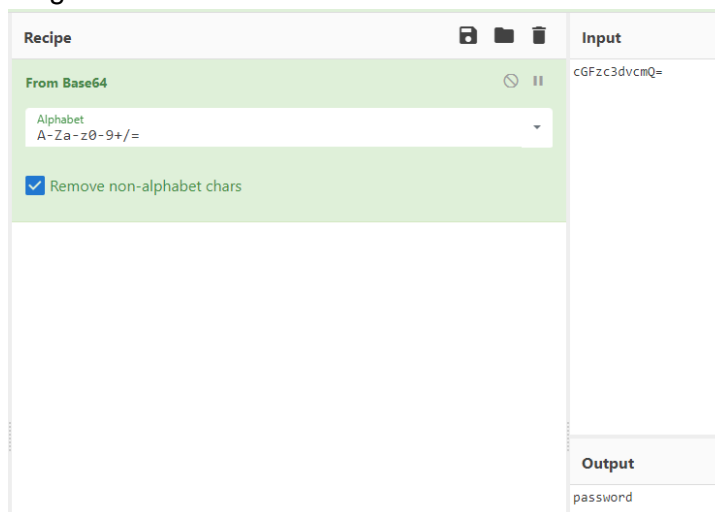 Recipe
Input
From Base64
Alphabet
A-Za-z0-9+/=
Remove non-alphabet chars
cGFzc3dvcmQ=
Output
password